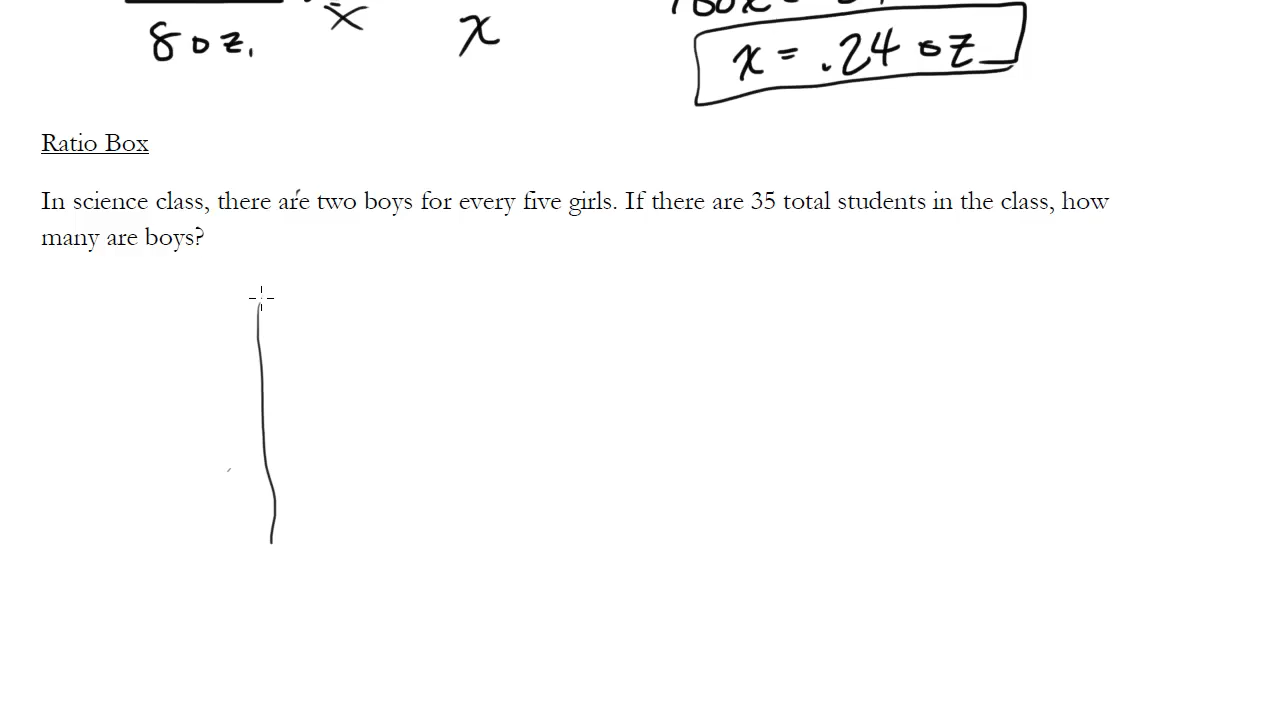 8 oz.
x
x = .24 oz
Ratio Box
In science class, there are two boys for every five girls. If there are 35 total students in the class, how
many are boys?